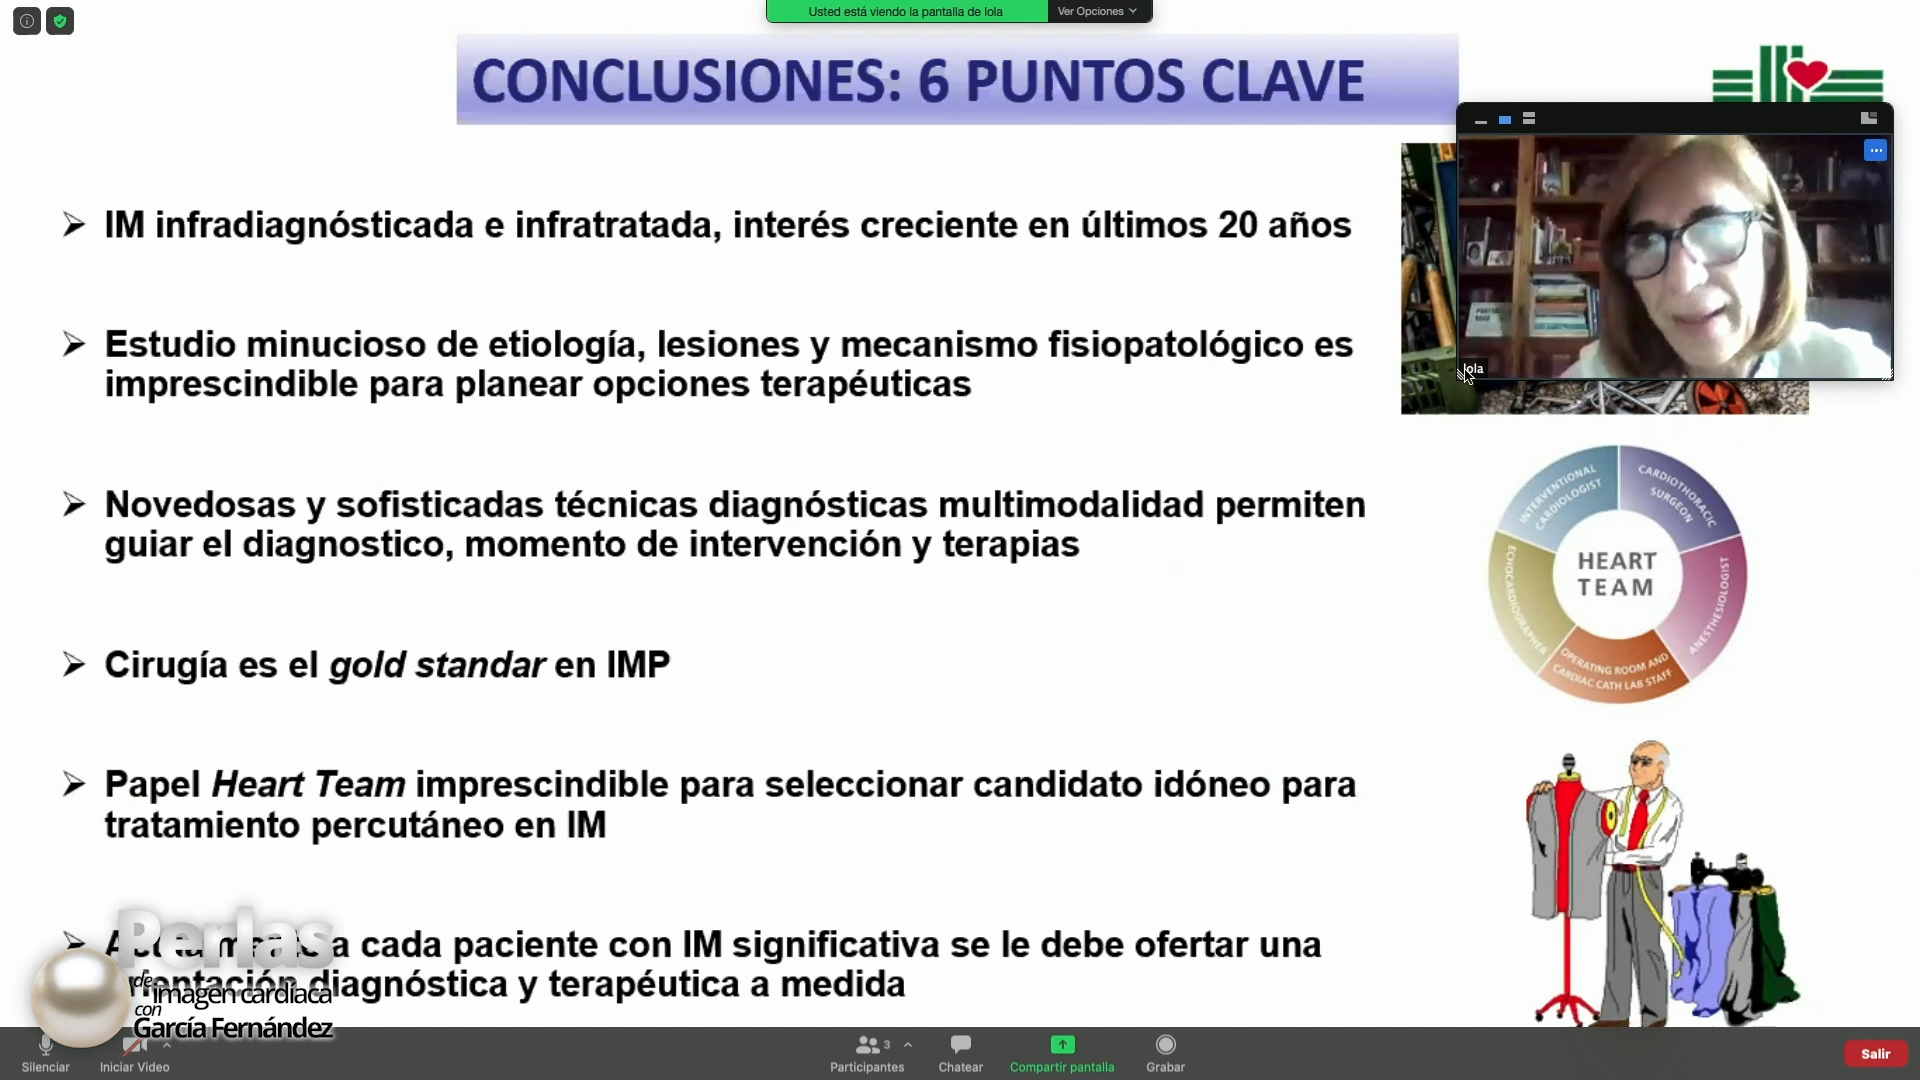 Usted está viendo la pantalla de lola
Ver Opciones
CONCLUSIONES: 6 PUNTOS CLAVE
IM infradiagnósticada e infratratada, interés creciente en últimos 20 años
lola
Estudio minucioso de etiología, lesiones y mecanismo fisiopatológico es
imprescindible para planear opciones terapéuticas
Novedosas y sofisticadas técnicas diagnósticas multimodalidad permiten
guiar el diagnostico, momento de intervención y terapias
INTERVENTIONAL
CARDIOLOGIST
CARDIOTHORACIC
SURGEON
HEART
TEAM
ECHOCARDIOGRAPHER
ANESTHESIOLOGIST
OPERATING ROOM AND
CARDIAC CATH LAB STAFF
Cirugía es el gold standar en IMP
Papel Heart Team imprescindible para seleccionar candidato idóneo para
tratamiento percutáneo en IM
a cada paciente con IM significativa se le debe ofertar una
diagnóstica y terapéutica a medida
Perlas
de
imagen cardiaca
con
García Fernández
Silenciar
Iniciar Video
3
Participantes
Chatear
Compartir pantalla
Grabar
Salir